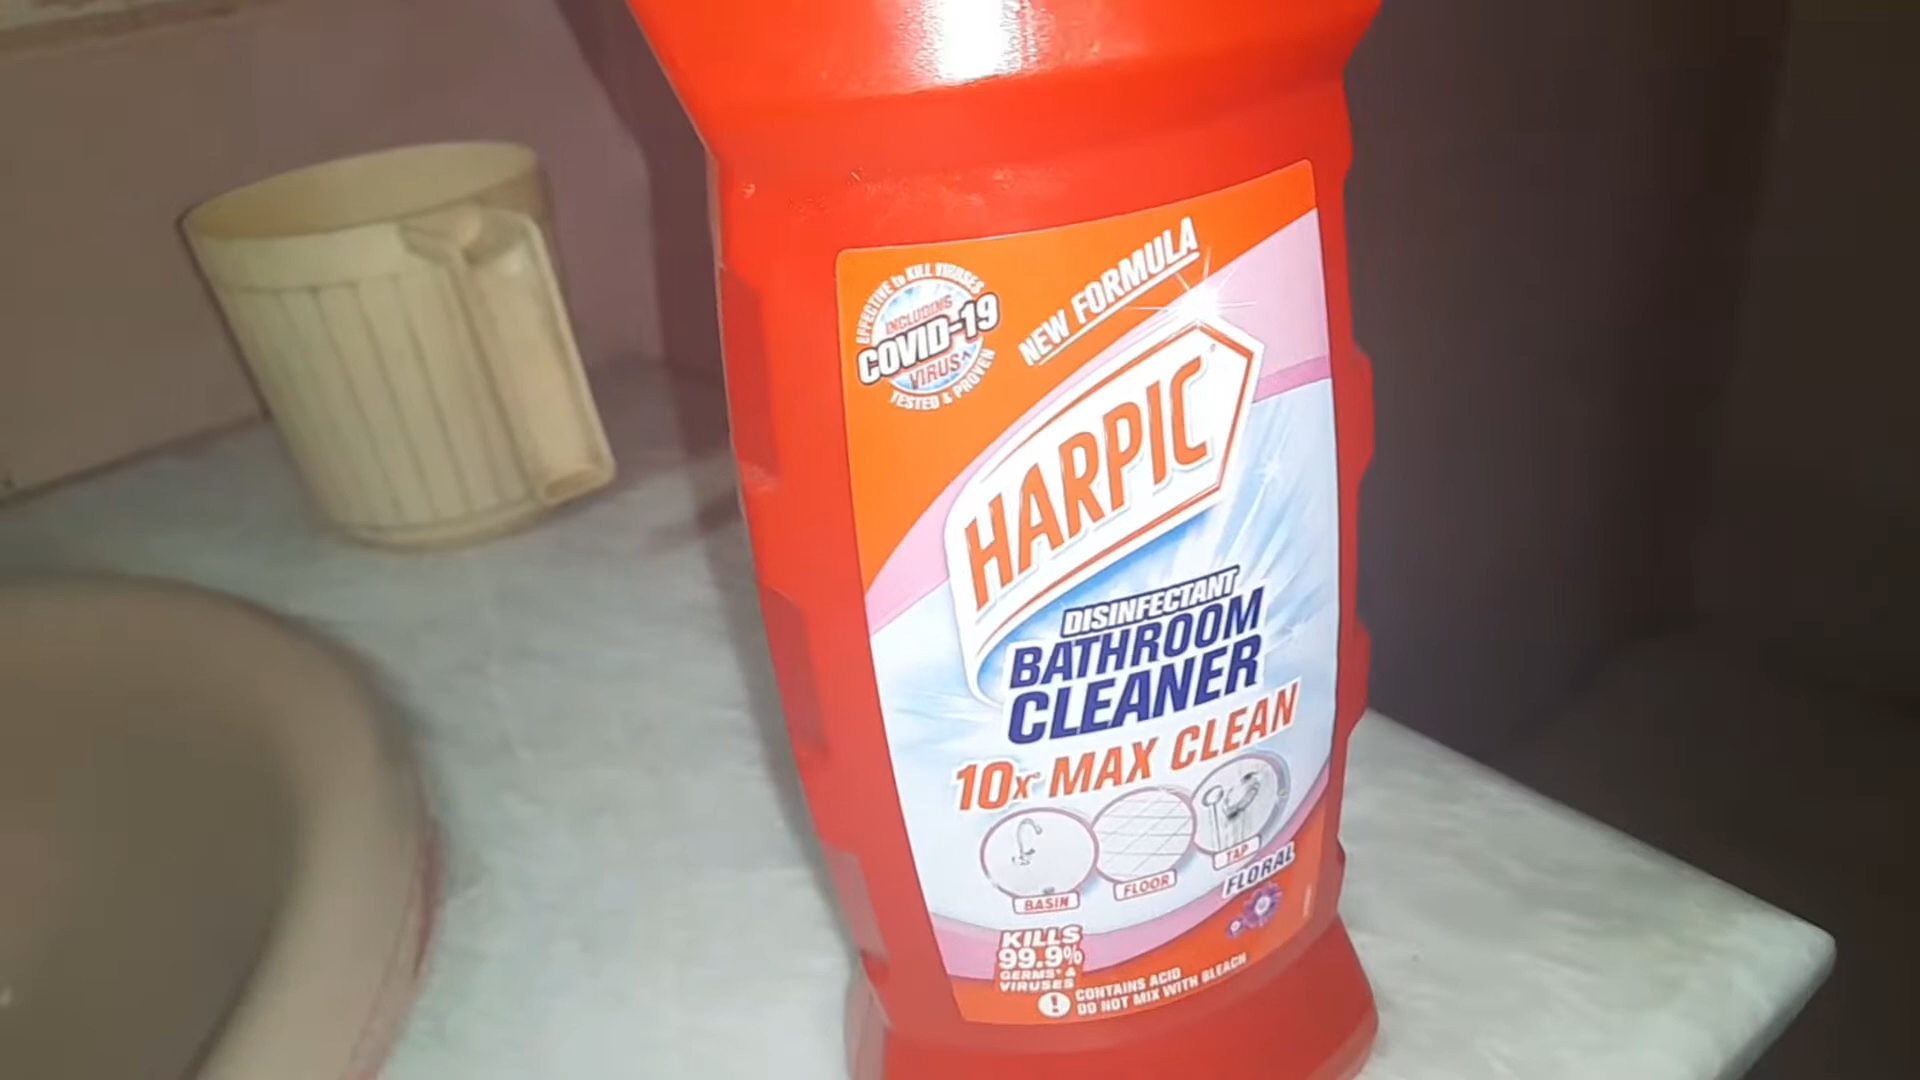 EFFECTIVE to KILL VIRUSES
INCLUDING
COVID-19
VIRUS*
TESTED & PROVEN
NEW FORMULA
HARPIC
DISINFECTANT
BATHROOM
CLEANER
10x MAX CLEAN
BASIN
FLOOR
TAP
FLORAL
KILLS
99.9%
GERMS* &
VIRUSES
! CONTAINS ACID
DO NOT MIX WITH BLEACH